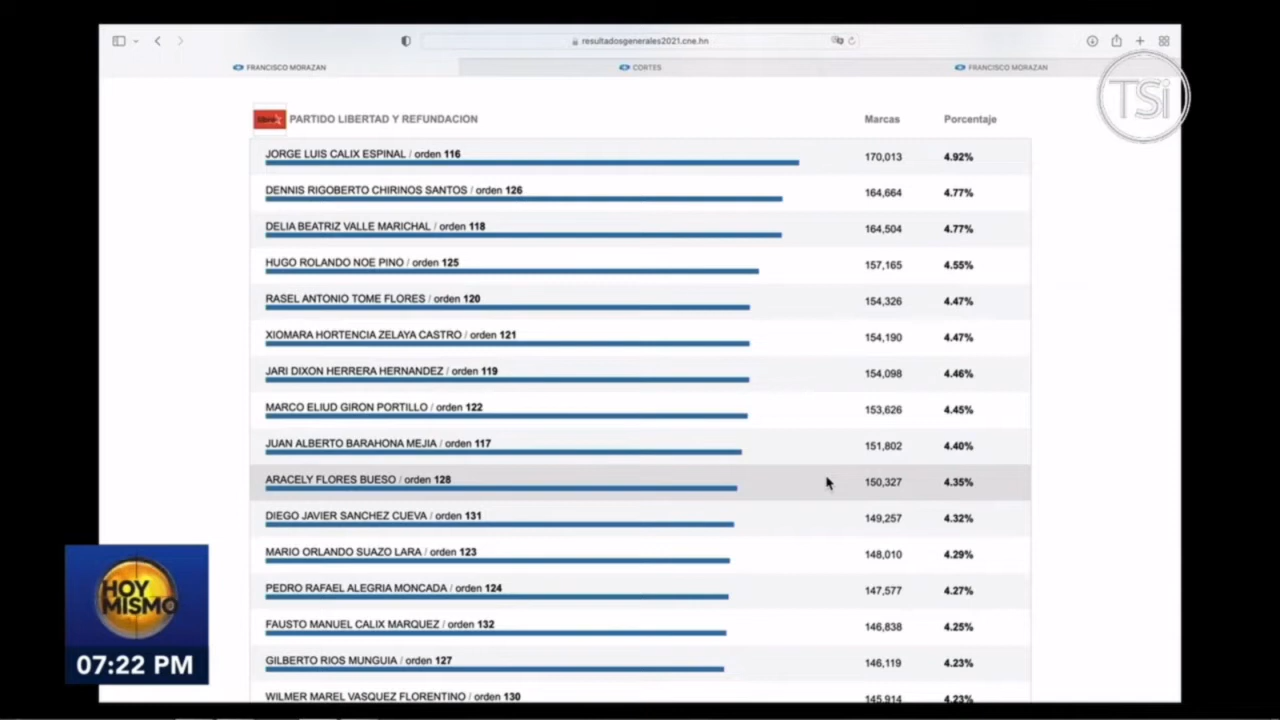 resultadosgenerales2021.cne.hn
FRANCISCO MORAZAN
CORTES
FRANCISCO MORAZAN
TSi
PARTIDO LIBERTAD Y REFUNDACION Marcas Porcentaje
JORGE LUIS CALIX ESPINAL / orden 116 170,013 4.92%
DENNIS RIGOBERTO CHIRINOS SANTOS / orden 126 164,664 4.77%
DELIA BEATRIZ VALLE MARICHAL / orden 118 164,504 4.77%
HUGO ROLANDO NOE PINO / orden 125 157,165 4.55%
RASEL ANTONIO TOME FLORES / orden 120 154,326 4.47%
XIOMARA HORTENCIA ZELAYA CASTRO / orden 121 154,190 4.47%
JARI DIXON HERRERA HERNANDEZ / orden 119 154,098 4.46%
MARCO ELIUD GIRON PORTILLO / orden 122 153,626 4.45%
JUAN ALBERTO BARAHONA MEJIA / orden 117 151,802 4.40%
ARACELY FLORES BUESO / orden 128 150,327 4.35%
DIEGO JAVIER SANCHEZ CUEVA / orden 131 149,257 4.32%
MARIO ORLANDO SUAZO LARA / orden 123 148,010 4.29%
PEDRO RAFAEL ALEGRIA MONCADA / orden 124 147,577 4.27%
FAUSTO MANUEL CALIX MARQUEZ / orden 132 146,838 4.25%
GILBERTO RIOS MUNGUIA / orden 127 146,119 4.23%
WILMER MAREL VASQUEZ FLORENTINO / orden 130 145,914 4.23%
HOY
MISMO
07:22 PM